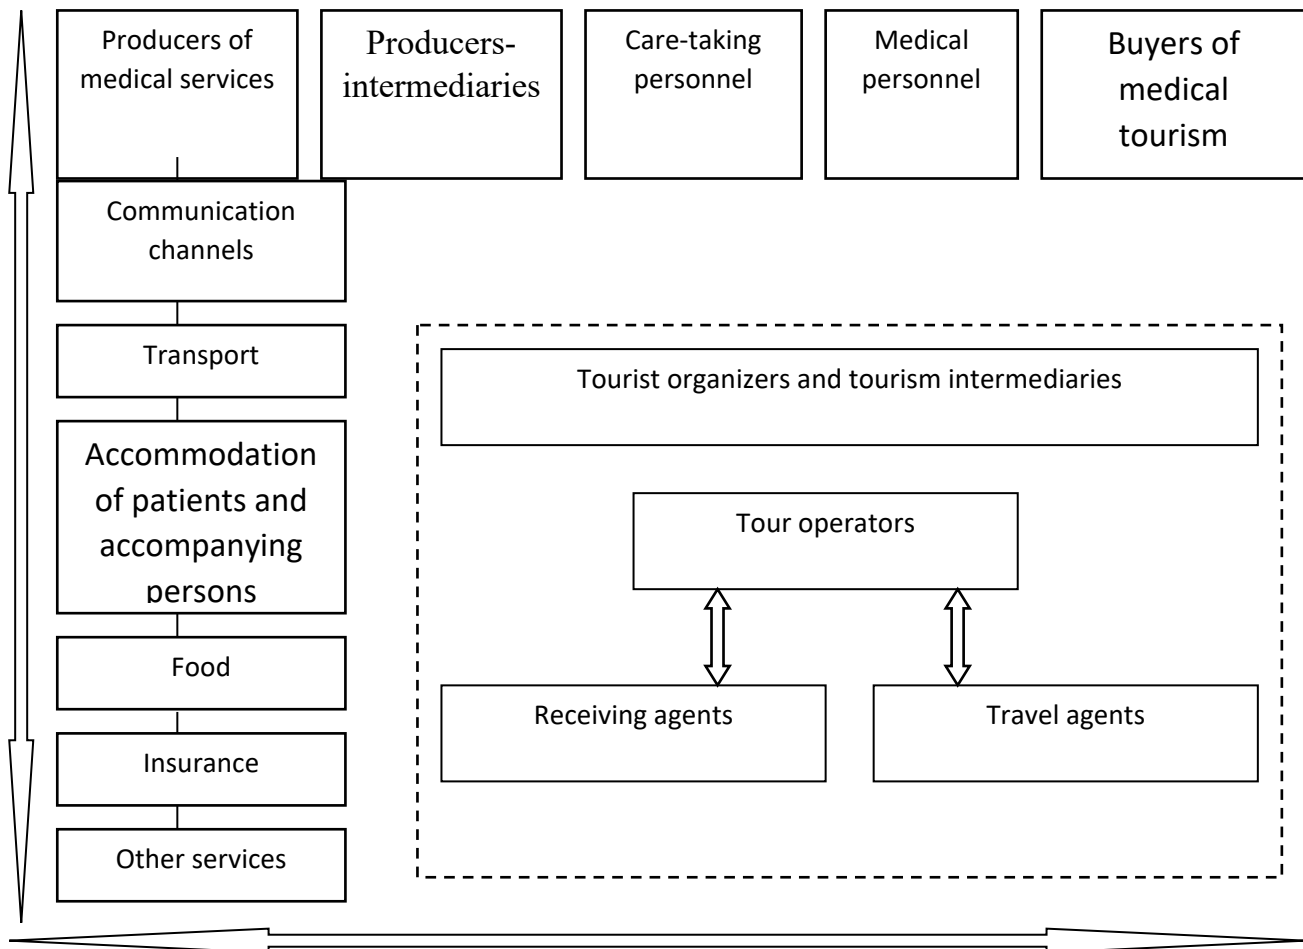 Producers of
medical services
Producers-
intermediaries
Care-taking
personnel
Medical
personnel
Buyers of
medical
tourism
Communication
channels
Transport
Accommodation
of patients and
accompanying
persons
Food
Insurance
Other services
Tourist organizers and tourism intermediaries
Tour operators
Receiving agents
Travel agents